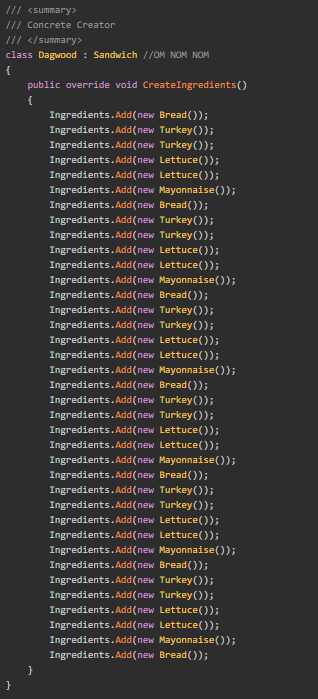 /// <summary>
/// Concrete Creator
/// </summary>
class Dagwood : Sandwich //OM NOM NOM
{
    public override void CreateIngredients()
    {
        Ingredients.Add(new Bread());
        Ingredients.Add(new Turkey());
        Ingredients.Add(new Turkey());
        Ingredients.Add(new Lettuce());
        Ingredients.Add(new Lettuce());
        Ingredients.Add(new Mayonnaise());
        Ingredients.Add(new Bread());
        Ingredients.Add(new Turkey());
        Ingredients.Add(new Turkey());
        Ingredients.Add(new Lettuce());
        Ingredients.Add(new Lettuce());
        Ingredients.Add(new Mayonnaise());
        Ingredients.Add(new Bread());
        Ingredients.Add(new Turkey());
        Ingredients.Add(new Turkey());
        Ingredients.Add(new Lettuce());
        Ingredients.Add(new Lettuce());
        Ingredients.Add(new Mayonnaise());
        Ingredients.Add(new Bread());
        Ingredients.Add(new Turkey());
        Ingredients.Add(new Turkey());
        Ingredients.Add(new Lettuce());
        Ingredients.Add(new Lettuce());
        Ingredients.Add(new Mayonnaise());
        Ingredients.Add(new Bread());
        Ingredients.Add(new Turkey());
        Ingredients.Add(new Turkey());
        Ingredients.Add(new Lettuce());
        Ingredients.Add(new Lettuce());
        Ingredients.Add(new Mayonnaise());
        Ingredients.Add(new Bread());
        Ingredients.Add(new Turkey());
        Ingredients.Add(new Turkey());
        Ingredients.Add(new Lettuce());
        Ingredients.Add(new Lettuce());
        Ingredients.Add(new Mayonnaise());
        Ingredients.Add(new Bread());
    }
}